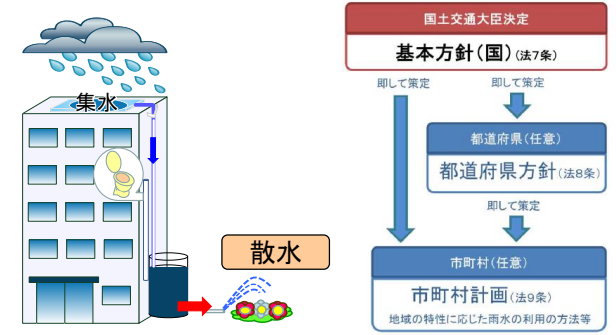 集水
散水
国土交通大臣決定
基本方針(国)(法7条)
即して策定
即して策定
都道府県(任意)
都道府県方針(法8条)
即して策定
市町村(任意)
市町村計画(法9条)
地域の特性に応じた雨水の利用の方法等